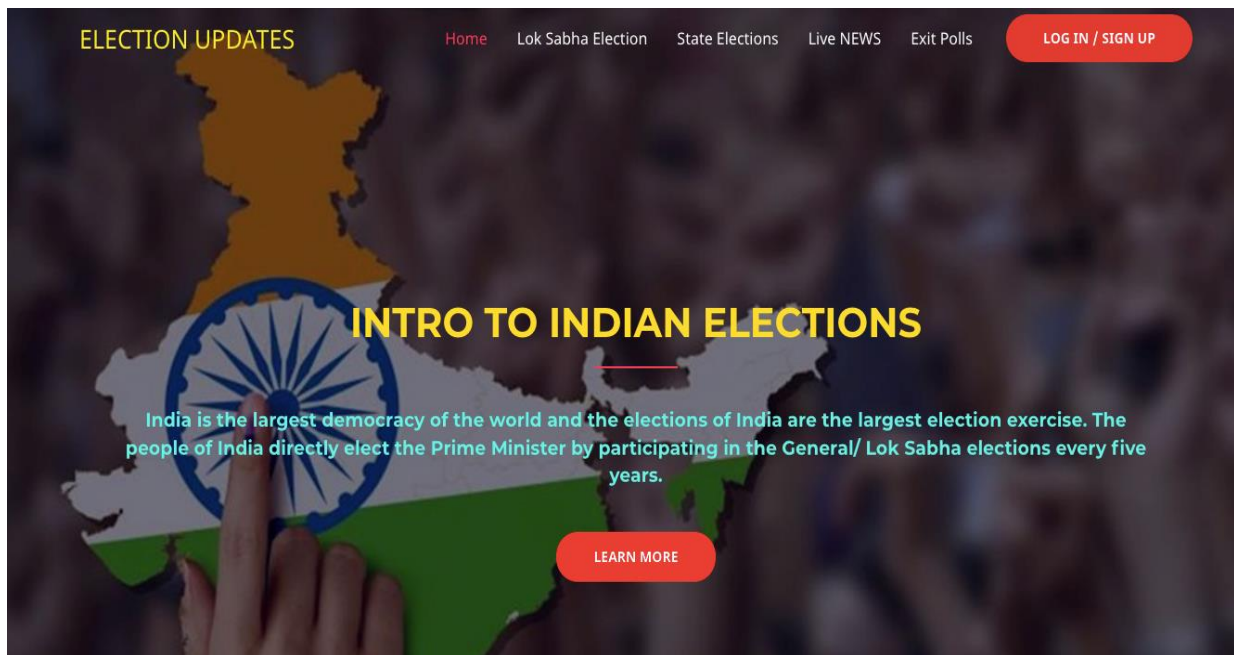 ELECTION UPDATES
Home
Lok Sabha Election
State Elections
Live NEWS
Exit Polls
LOG IN / SIGN UP
INTRO TO INDIAN ELECTIONS
India is the largest democracy of the world and the elections of India are the largest election exercise. The
people of India directly elect the Prime Minister by participating in the General/ Lok Sabha elections every five
years.
LEARN MORE